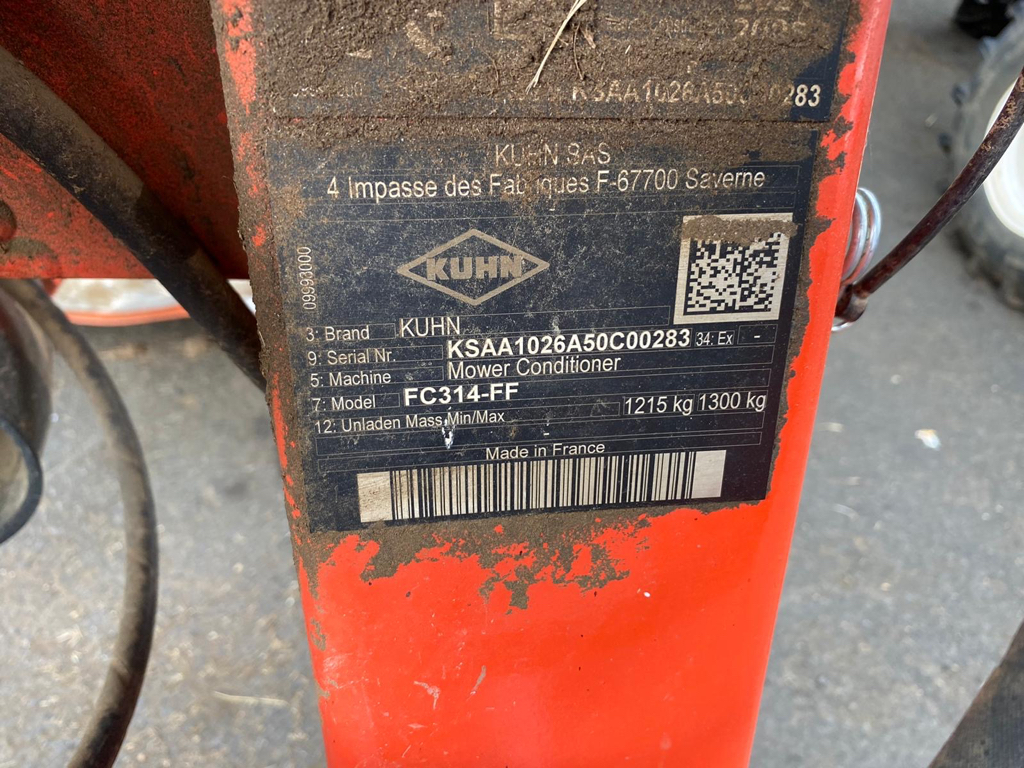 KSAA1026A50C00283
KUHN SAS
4 Impasse des Fabriques F-67700 Saverne
09993000
KUHN
3: Brand KUHN
9: Serial Nr. KSAA1026A50C00283 34: Ex -
5: Machine Mower Conditioner
7: Model FC314-FF
12: Unladen Mass Min/Max 1215 kg 1300 kg
-
Made in France